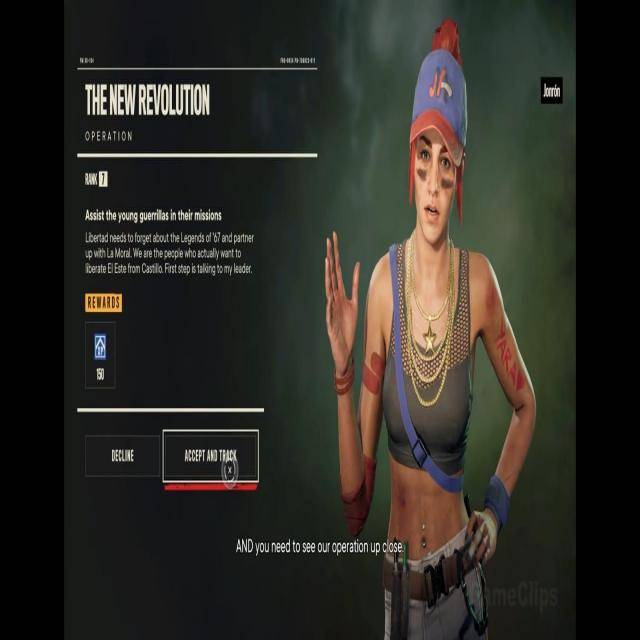 Jonrón
THE NEW REVOLUTION
OPERATION
RANK 7
Assist the young guerrillas in their missions
Libertad needs to forget about the Legends of '67 and partner
up with La Moral. We are the people who actually want to
liberate El Este from Castillo. First step is talking to my leader.
REWARDS
XP
150
DECLINE
ACCEPT AND TRACK
AND you need to see our operation up close.
GameClips